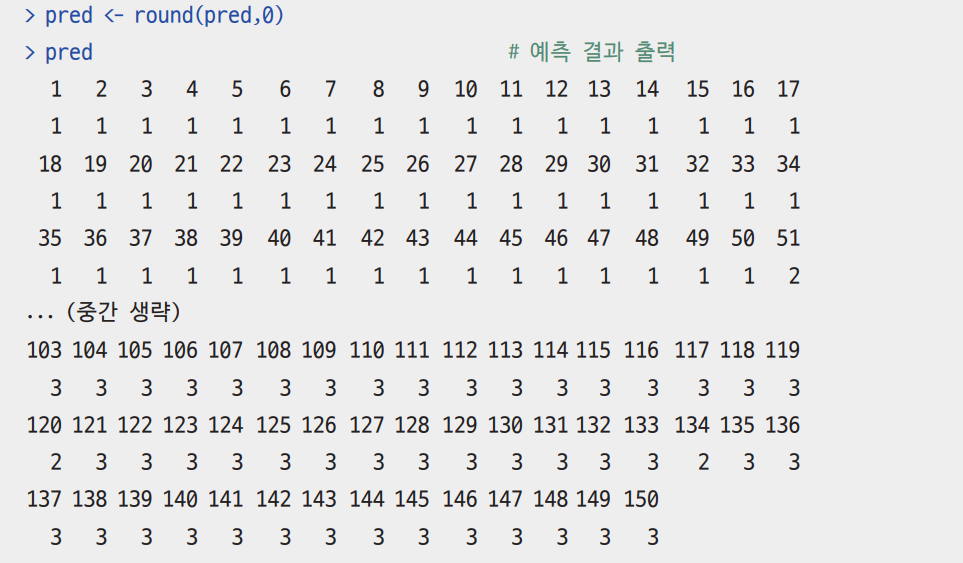 > pred <- round(pred,0)
> pred # 예측 결과 출력
1 2 3 4 5 6 7 8 9 10 11 12 13 14 15 16 17
1 1 1 1 1 1 1 1 1 1 1 1 1 1 1 1 1
18 19 20 21 22 23 24 25 26 27 28 29 30 31 32 33 34
1 1 1 1 1 1 1 1 1 1 1 1 1 1 1 1 1
35 36 37 38 39 40 41 42 43 44 45 46 47 48 49 50 51
1 1 1 1 1 1 1 1 1 1 1 1 1 1 1 1 2
... (중간 생략)
103 104 105 106 107 108 109 110 111 112 113 114 115 116 117 118 119
3 3 3 3 3 3 3 3 3 3 3 3 3 3 3 3 3
120 121 122 123 124 125 126 127 128 129 130 131 132 133 134 135 136
2 3 3 3 3 3 3 3 3 3 3 3 3 3 2 3 3
137 138 139 140 141 142 143 144 145 146 147 148 149 150
3 3 3 3 3 3 3 3 3 3 3 3 3 3